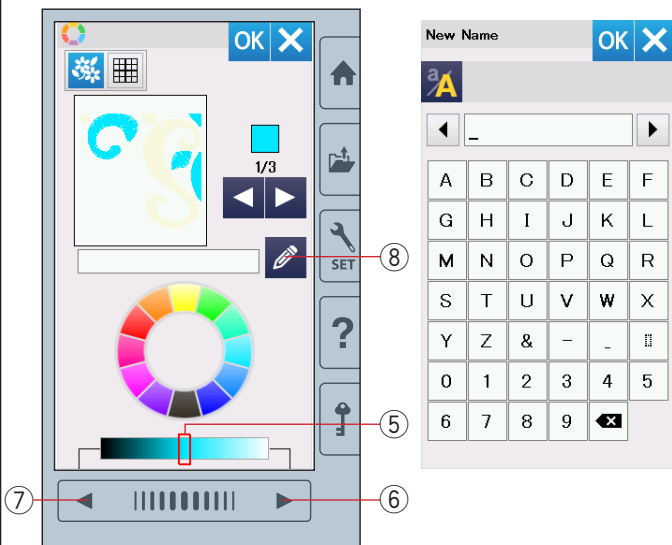 OK
1/3
SET
?
⑧
⑤
⑦
⑥
New Name OK
a/A
_
A B C D E F
G H I J K L
M N O P Q R
S T U V W X
Y Z & - _
0 1 2 3 4 5
6 7 8 9